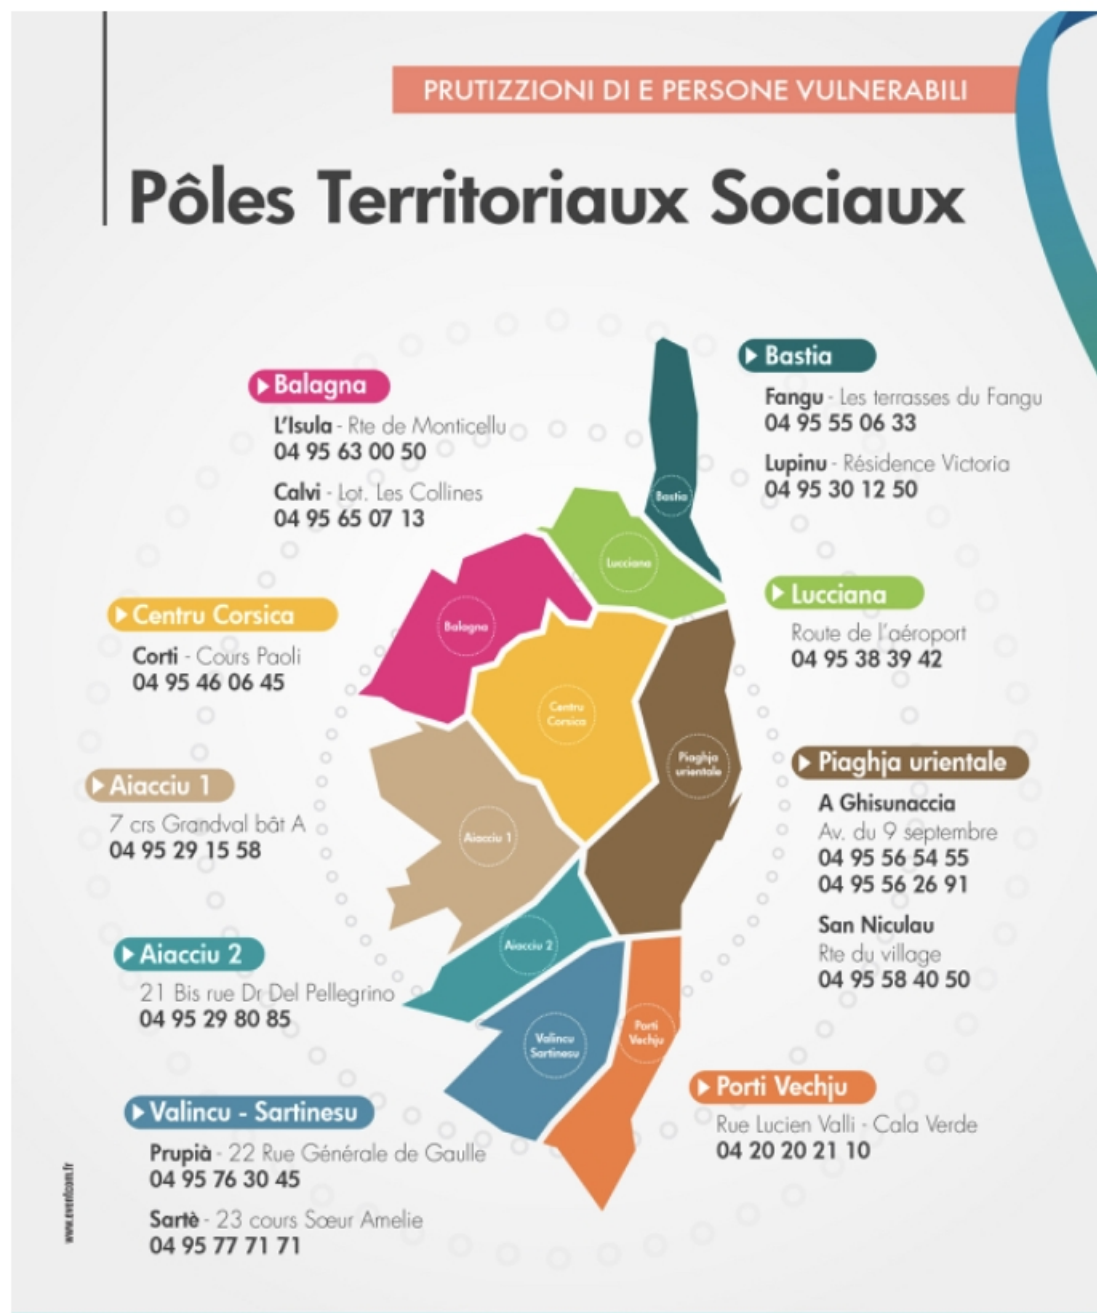 PRUTIZZIONI DI E PERSONE VULNERABILI
Pôles Territoriaux Sociaux
Balagna
L'Isula - Rte de Monticellu
04 95 63 00 50
Calvi - Lot. Les Collines
04 95 65 07 13
Bastia
Fangu - Les terrasses du Fangu
04 95 55 06 33
Lupinu - Résidence Victoria
04 95 30 12 50
Centru Corsica
Corti - Cours Paoli
04 95 46 06 45
Lucciana
Route de l'aéroport
04 95 38 39 42
Aiacciu 1
7 crs Grandval bât A
04 95 29 15 58
Piaghja urientale
A Ghisunaccia
Av. du 9 septembre
04 95 56 54 55
04 95 56 26 91
San Niculau
Rte du village
04 95 58 40 50
Aiacciu 2
21 Bis rue Dr Del Pellegrino
04 95 29 80 85
Valincu - Sartinesu
Prupià - 22 Rue Générale de Gaulle
04 95 76 30 45
Sartè - 23 cours Sœur Amelie
04 95 77 71 71
Porti Vechju
Rue Lucien Valli - Cala Verde
04 20 20 21 10
Bastia
Lucciana
Balagna
Centru
Corsica
Piaghja
urientale
Aiacciu 1
Aiacciu 2
Valincu
Sartinesu
Porti
Vechju
www.eventcom.fr